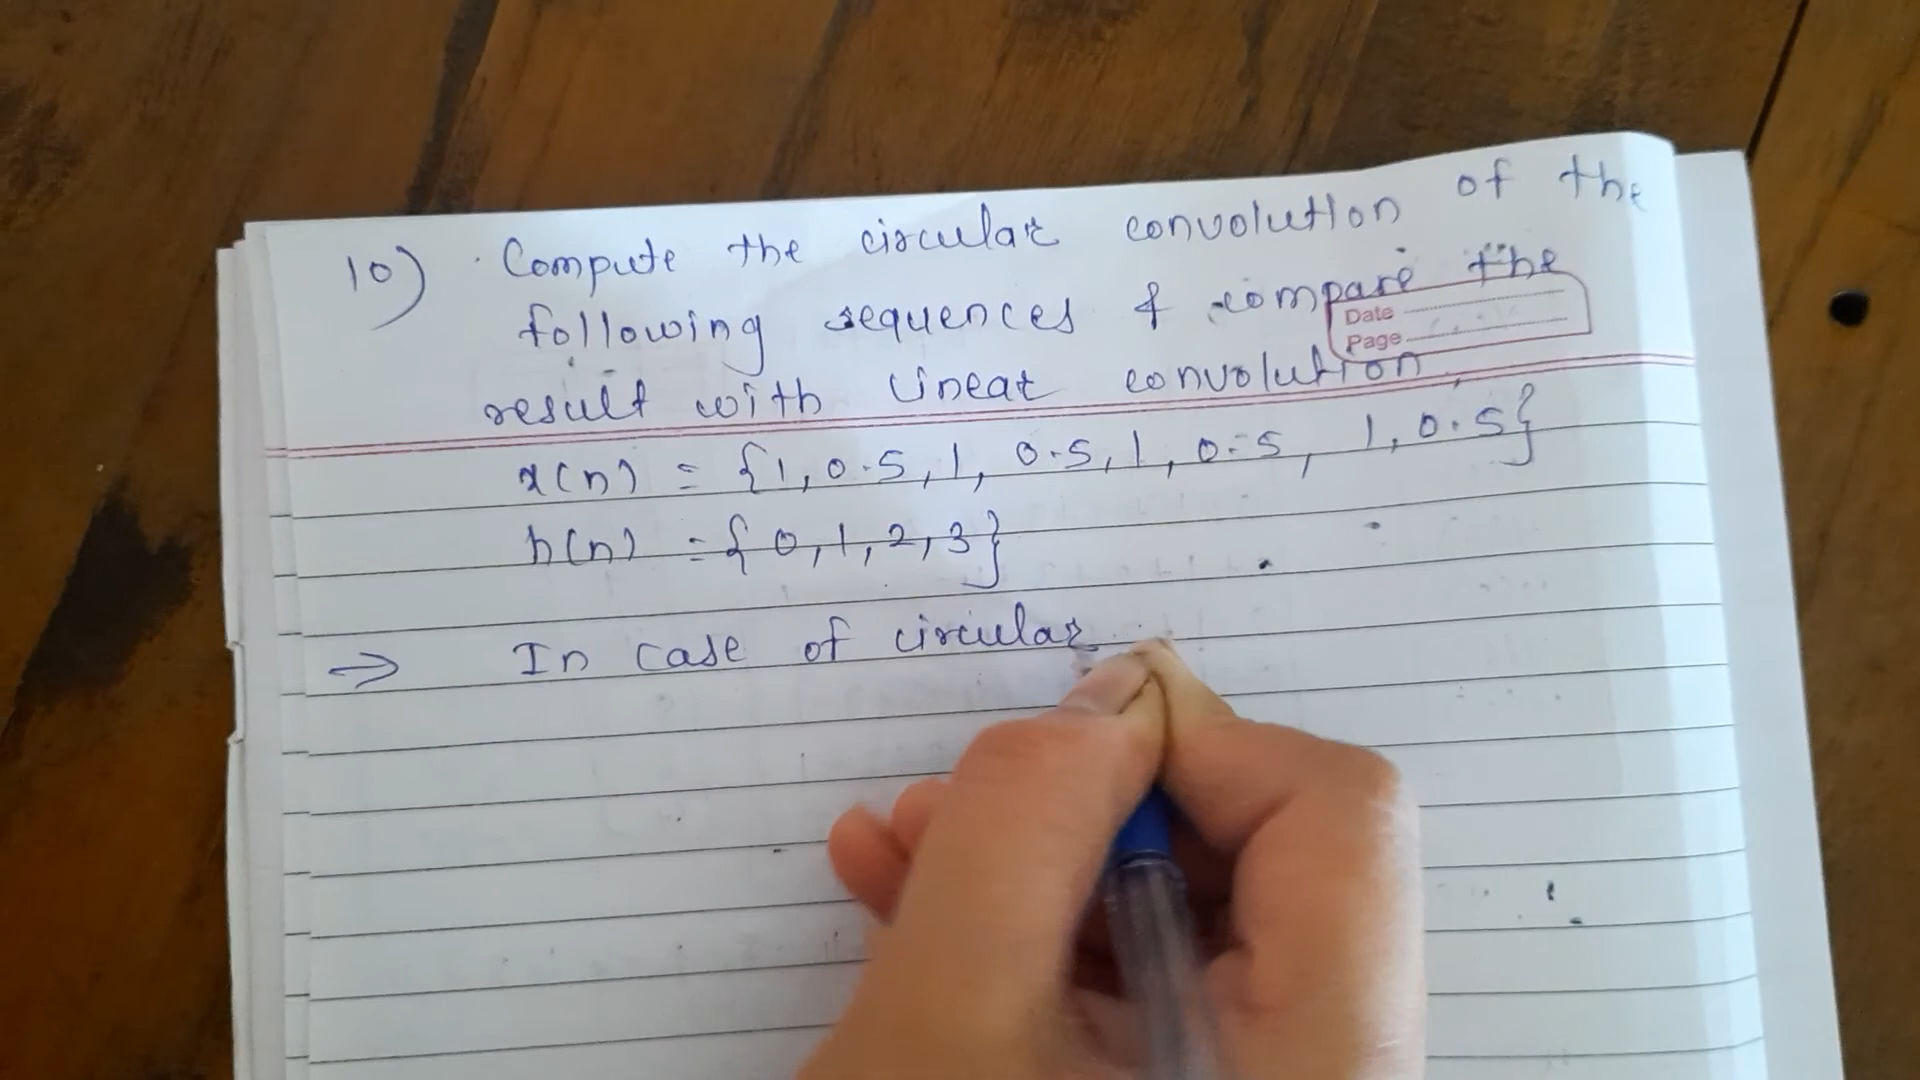 10) Compute the circular convolution of the
following sequences & compare the
Date
Page
result with linear convolution
x(n) = {1, 0.5, 1, 0.5, 1, 0.5, 1, 0.5}
h(n) = {0, 1, 2, 3}
⇒ In case of circular